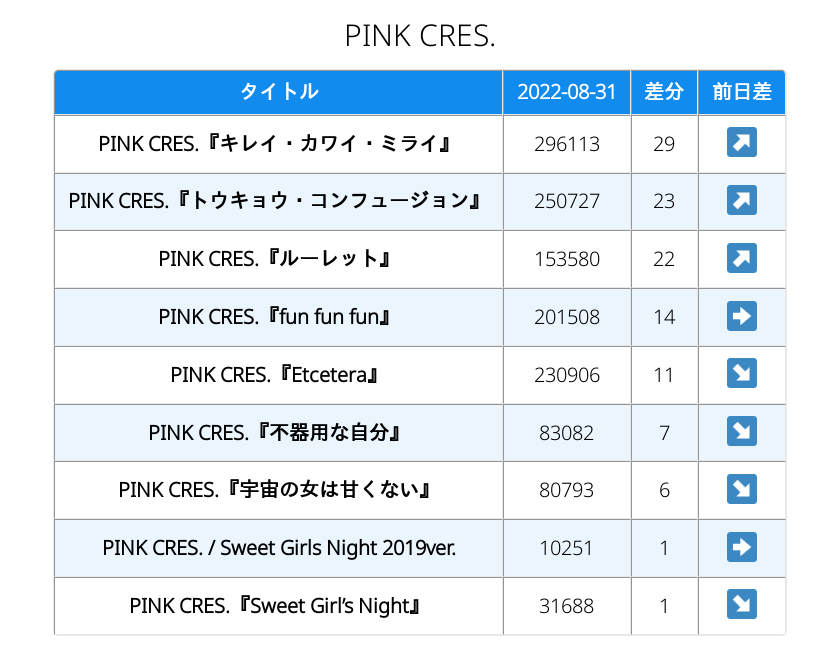 PINK CRES.
タイトル 2022-08-31 差分 前日差
PINK CRES.『キレイ・カワイ・ミライ』 296113 29 ↗
PINK CRES.『トウキョウ・コンフュージョン』 250727 23 ↗
PINK CRES.『ルーレット』 153580 22 ↗
PINK CRES.『fun fun fun』 201508 14 ➡
PINK CRES.『Etcetera』 230906 11 ↘
PINK CRES.『不器用な自分』 83082 7 ↘
PINK CRES.『宇宙の女は甘くない』 80793 6 ↘
PINK CRES. / Sweet Girls Night 2019ver. 10251 1 ➡
PINK CRES.『Sweet Girl’s Night』 31688 1 ↘